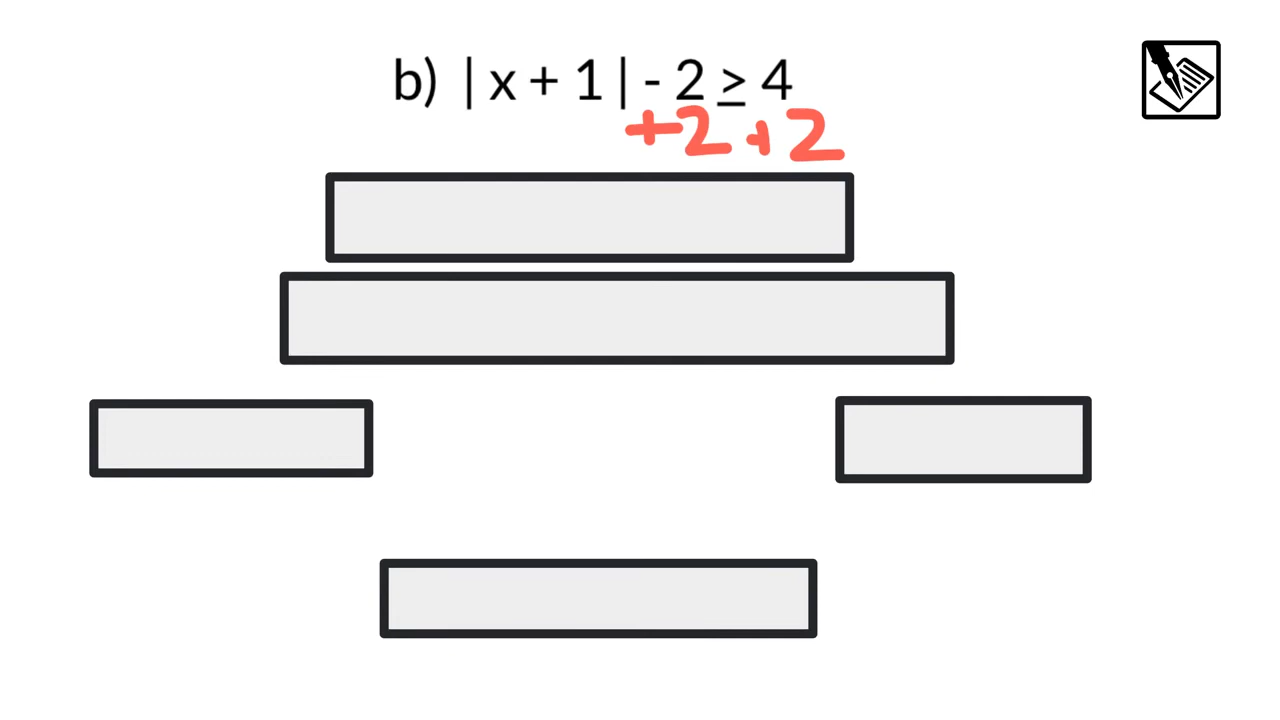 b) | x + 1 | - 2 ≥ 4
+2 +2